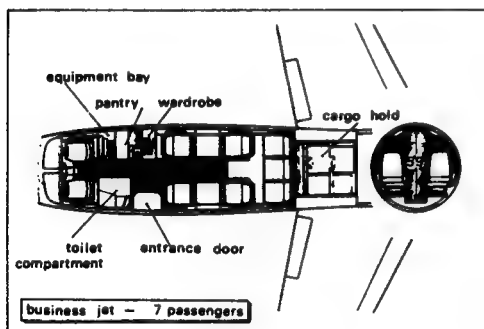 equipment bay
pantry wardrobe
cargo hold
toilet
compartment
entrance door
business jet — 7 passengers